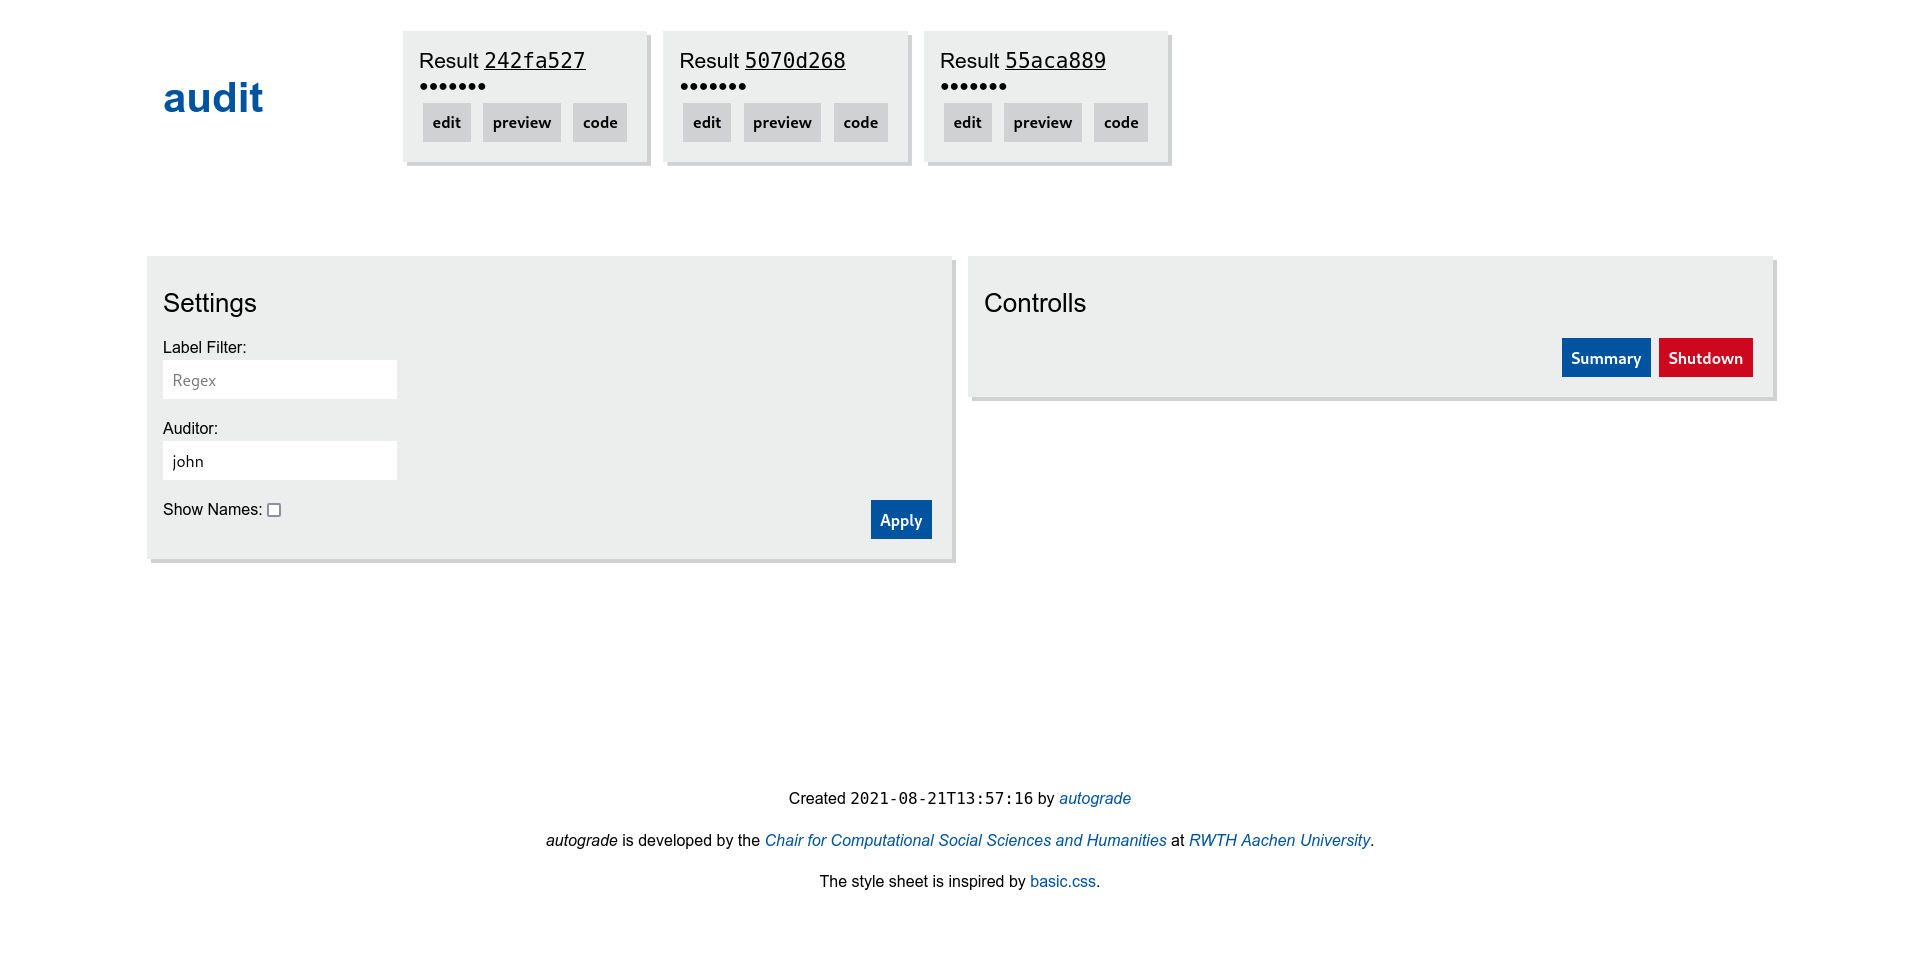 audit
Result 242fa527
●●●●●●●
edit preview code
Result 5070d268
●●●●●●●
edit preview code
Result 55aca889
●●●●●●●
edit preview code
Settings
Label Filter:
Regex
Auditor:
john
Show Names:
Apply
Controlls
Summary Shutdown
Created 2021-08-21T13:57:16 by autograde
autograde is developed by the Chair for Computational Social Sciences and Humanities at RWTH Aachen University.
The style sheet is inspired by basic.css.